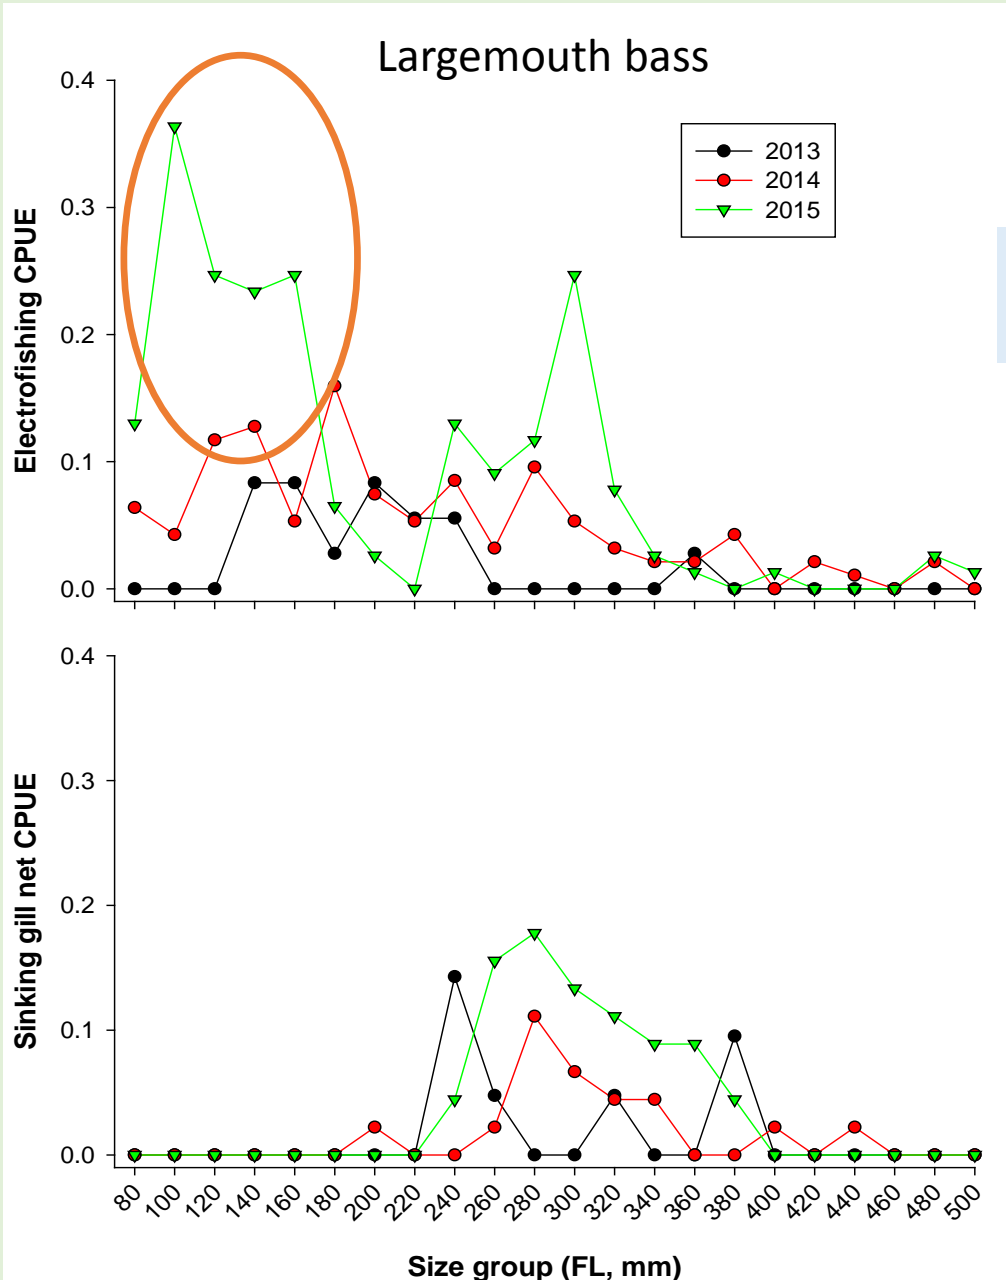 Largemouth bass
Electrofishing CPUE
0.4
0.3
0.2
0.1
0.0
2013
2014
2015
Sinking gill net CPUE
0.4
0.3
0.2
0.1
0.0
80 100 120 140 160 180 200 220 240 260 280 300 320 340 360 380 400 420 440 460 480 500
Size group (FL, mm)